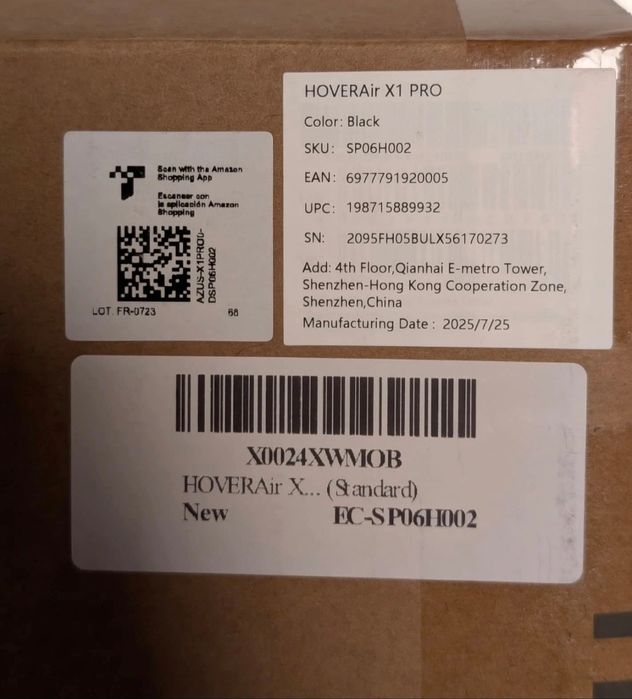 HOVERAir X1 PRO
Color: Black
SKU: SP06H002
EAN: 6977791920005
UPC: 198715889932
SN: 2095FH05BULX56170273
Add: 4th Floor,Qianhai E-metro Tower,
Shenzhen-Hong Kong Cooperation Zone,
Shenzhen,China
Manufacturing Date : 2025/7/25
Scan with the Amazon
Shopping App
Escanear con
la aplicación Amazon
Shopping
AZUS-X1PRO0-
DSP06H002
LOT. FR-0723
68
X0024XWMOB
HOVERAir X... (Standard)
New EC-SP06H002